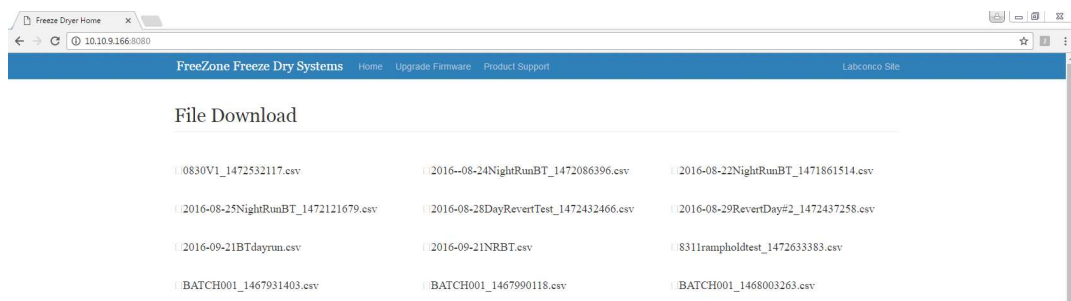 Freeze Dryer Home
10.10.9.166:8080
FreeZone Freeze Dry Systems Home Upgrade Firmware Product Support Labconco Site
File Download
0830V1_1472532117.csv 2016--08-24NightRunBT_1472086396.csv 2016-08-22NightRunBT_1471861514.csv
2016-08-25NightRunBT_1472121679.csv 2016-08-28DayRevertTest_1472432466.csv 2016-08-29RevertDay#2_1472437258.csv
2016-09-21BTdayrun.csv 2016-09-21NRBT.csv 8311rampholdtest_1472633383.csv
BATCH001_1467931403.csv BATCH001_1467990118.csv BATCH001_1468003263.csv